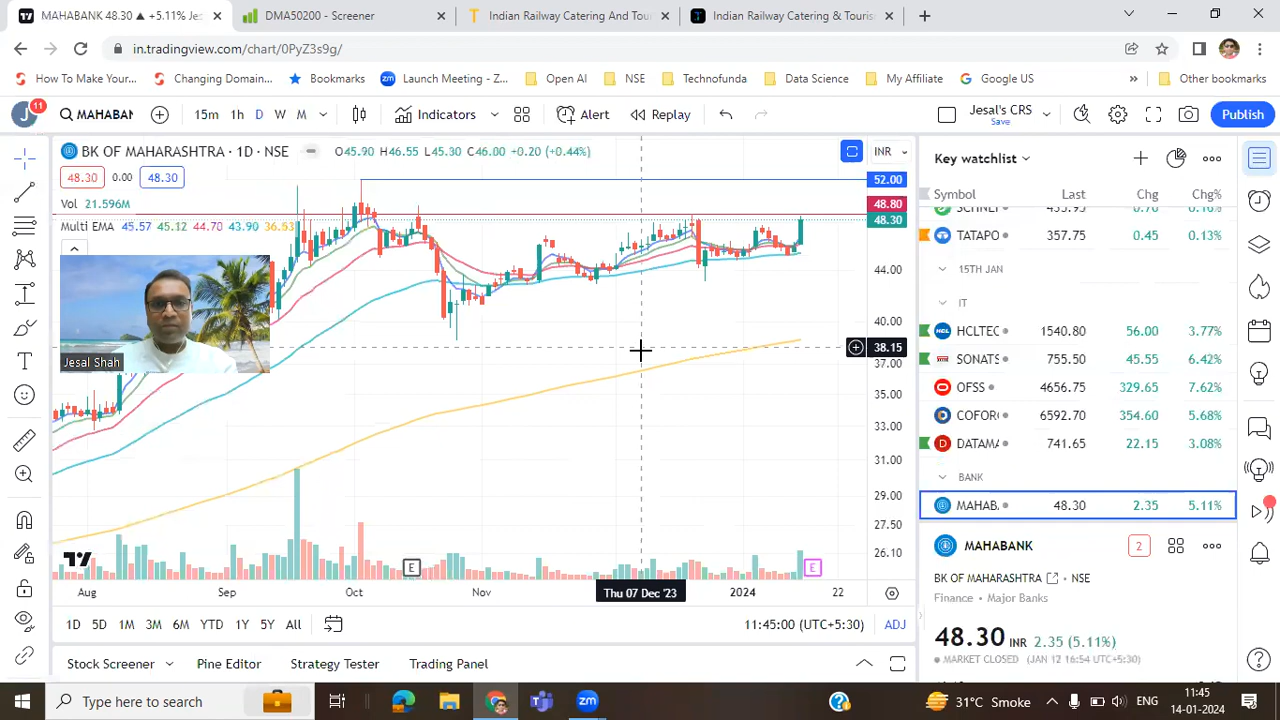 MAHABANK 48.30 ▲ +5.11% Jes
DMA50200 - Screener
Indian Railway Catering And Tou
Indian Railway Catering & Touris
in.tradingview.com/chart/0PyZ3s9g/
How To Make Your...
Changing Domain...
Bookmarks
Launch Meeting - Z...
Open AI
NSE
Technofunda
Data Science
My Affiliate
Google US
»
Other bookmarks
J
11
MAHABANK
15m
1h
D
W
M
Indicators
Alert
Replay
Jesal's CRS
Save
Publish
BK OF MAHARASHTRA · 1D · NSE
O45.90 H46.55 L45.30 C46.00 +0.20 (+0.44%)
INR
48.30
0.00
48.30
Vol 21.596M
Multi EMA 45.57 45.12 44.70 43.90 36.53
Jesal Shah
52.00
48.80
48.30
44.00
40.00
38.15
37.00
35.00
33.00
31.00
29.00
27.50
26.10
E
E
Aug
Sep
Oct
Nov
Thu 07 Dec '23
2024
22
1D
5D
1M
3M
6M
YTD
1Y
5Y
All
11:45:00 (UTC+5:30)
ADJ
Stock Screener
Pine Editor
Strategy Tester
Trading Panel
Key watchlist
Symbol Last Chg Chg%
TATAPO 357.75 0.45 0.13%
15TH JAN
IT
HCLTEC 1540.80 56.00 3.77%
SONATS 755.50 45.55 6.42%
OFSS 4656.75 329.65 7.62%
COFOR 6592.70 354.60 5.68%
DATAMA 741.65 22.15 3.08%
BANK
MAHAB. 48.30 2.35 5.11%
MAHABANK
2
BK OF MAHARASHTRA · NSE
Finance · Major Banks
48.30 INR 2.35 (5.11%)
MARKET CLOSED (JAN 12 16:54 UTC+5:30)
Type here to search
zm
31°C Smoke
ENG
11:45
14-01-2024